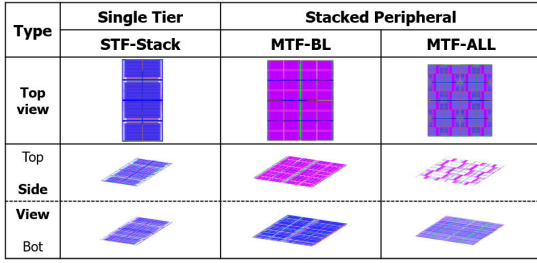 Type Single Tier Stacked Peripheral
STF-Stack MTF-BL MTF-ALL
Top
view
Top
Side
View
Bot